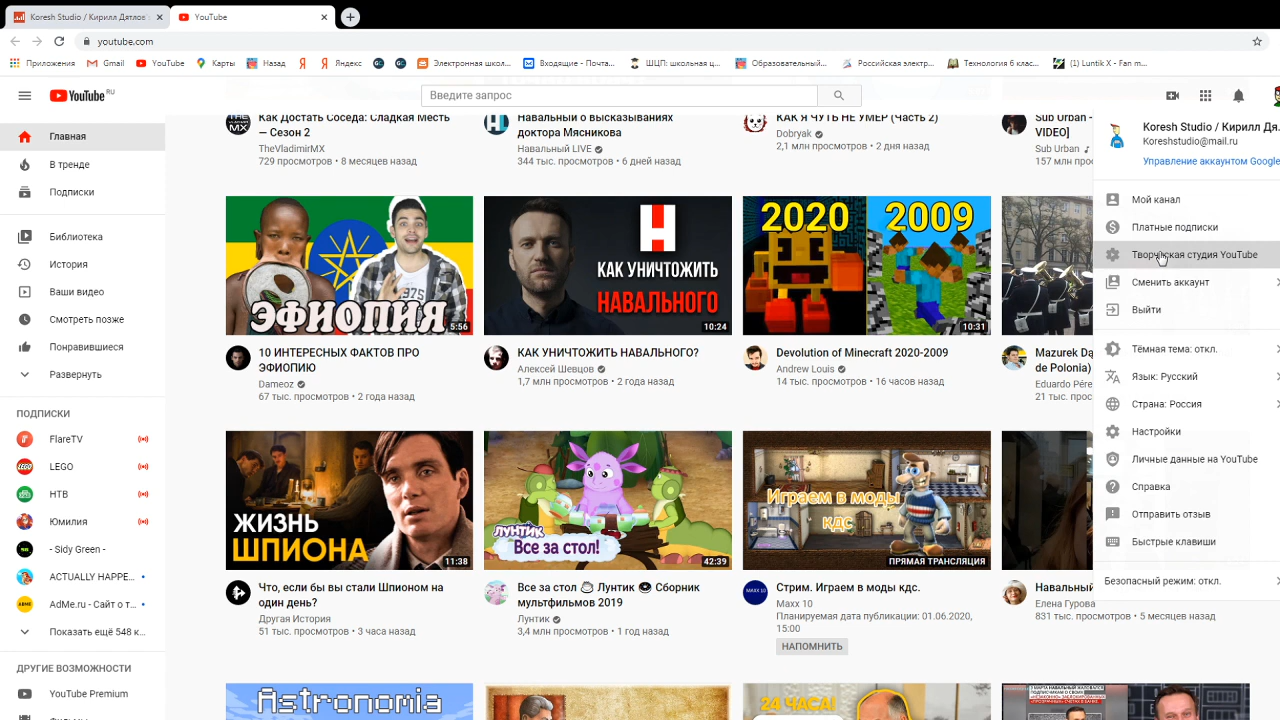 Koresh Studio / Кирилл Дятлов
YouTube
youtube.com
Приложения
Gmail
YouTube
Карты
Назад
Яндекс
Электронная школ...
Входящие - Почта...
ШЦП: школьная ц...
Образовательный...
Российская электр...
Технология 6 клас...
(1) Luntik X - Fan m...
YouTube RU
Введите запрос
Главная
В тренде
Подписки
Библиотека
История
Ваши видео
Смотреть позже
Понравившиеся
Развернуть
ПОДПИСКИ
FlareTV
LEGO
НТВ
Юмилия
- Sldy Green -
ACTUALLY HAPPE...
AdMe.ru - Сайт о т...
Показать ещё 548 к...
ДРУГИЕ ВОЗМОЖНОСТИ
YouTube Premium
Как Достать Соседа: Сладкая Месть
— Сезон 2
TheVladimirMX
729 просмотров • 8 месяцев назад
Навальный о высказываниях
доктора Мясникова
Навальный LIVE
344 тыс. просмотров • 6 дней назад
КАК Я ЧУТЬ НЕ УМЕР (Часть 2)
Dobryak
2,1 млн просмотров • 2 дня назад
Sub Urban -
VIDEO]
Sub Urban
157 млн прос
ЭФИОПИЯ
5:56
10 ИНТЕРЕСНЫХ ФАКТОВ ПРО
ЭФИОПИЮ
Dameoz
67 тыс. просмотров • 2 года назад
КАК УНИЧТОЖИТЬ
НАВАЛЬНОГО
10:24
КАК УНИЧТОЖИТЬ НАВАЛЬНОГО?
Алексей Шевцов
1,7 млн просмотров • 2 года назад
2020 2009
10:31
Devolution of Minecraft 2020-2009
Andrew Louis
14 тыс. просмотров • 16 часов назад
Mazurek Dą
de Polonia)
Eduardo Pére
21 тыс. прос
ЖИЗНЬ
ШПИОНА
11:38
Что, если бы вы стали Шпионом на
один день?
Другая История
51 тыс. просмотров • 3 часа назад
ЛУНТИК
Все за стол!
42:39
Все за стол! Лунтик Сборник
мультфильмов 2019
Лунтик
3,4 млн просмотров • 1 год назад
Играем в моды
кдс
ПРЯМАЯ ТРАНСЛЯЦИЯ
Стрим. Играем в моды кдс.
MAXX 10
Maxx 10
Планируемая дата публикации: 01.06.2020,
15:00
НАПОМНИТЬ
Навальный
Елена Гурова
831 тыс. просмотров • 5 месяцев назад
Astronomia
24 ЧАСА!
Koresh Studio / Кирилл Дя.
Koreshstudio@mail.ru
Управление аккаунтом Google
Мой канал
Платные подписки
Творческая студия YouTube
Сменить аккаунт
Выйти
Тёмная тема: откл.
Язык: Русский
Страна: Россия
Настройки
Личные данные на YouTube
Справка
Отправить отзыв
Быстрые клавиши
Безопасный режим: откл.